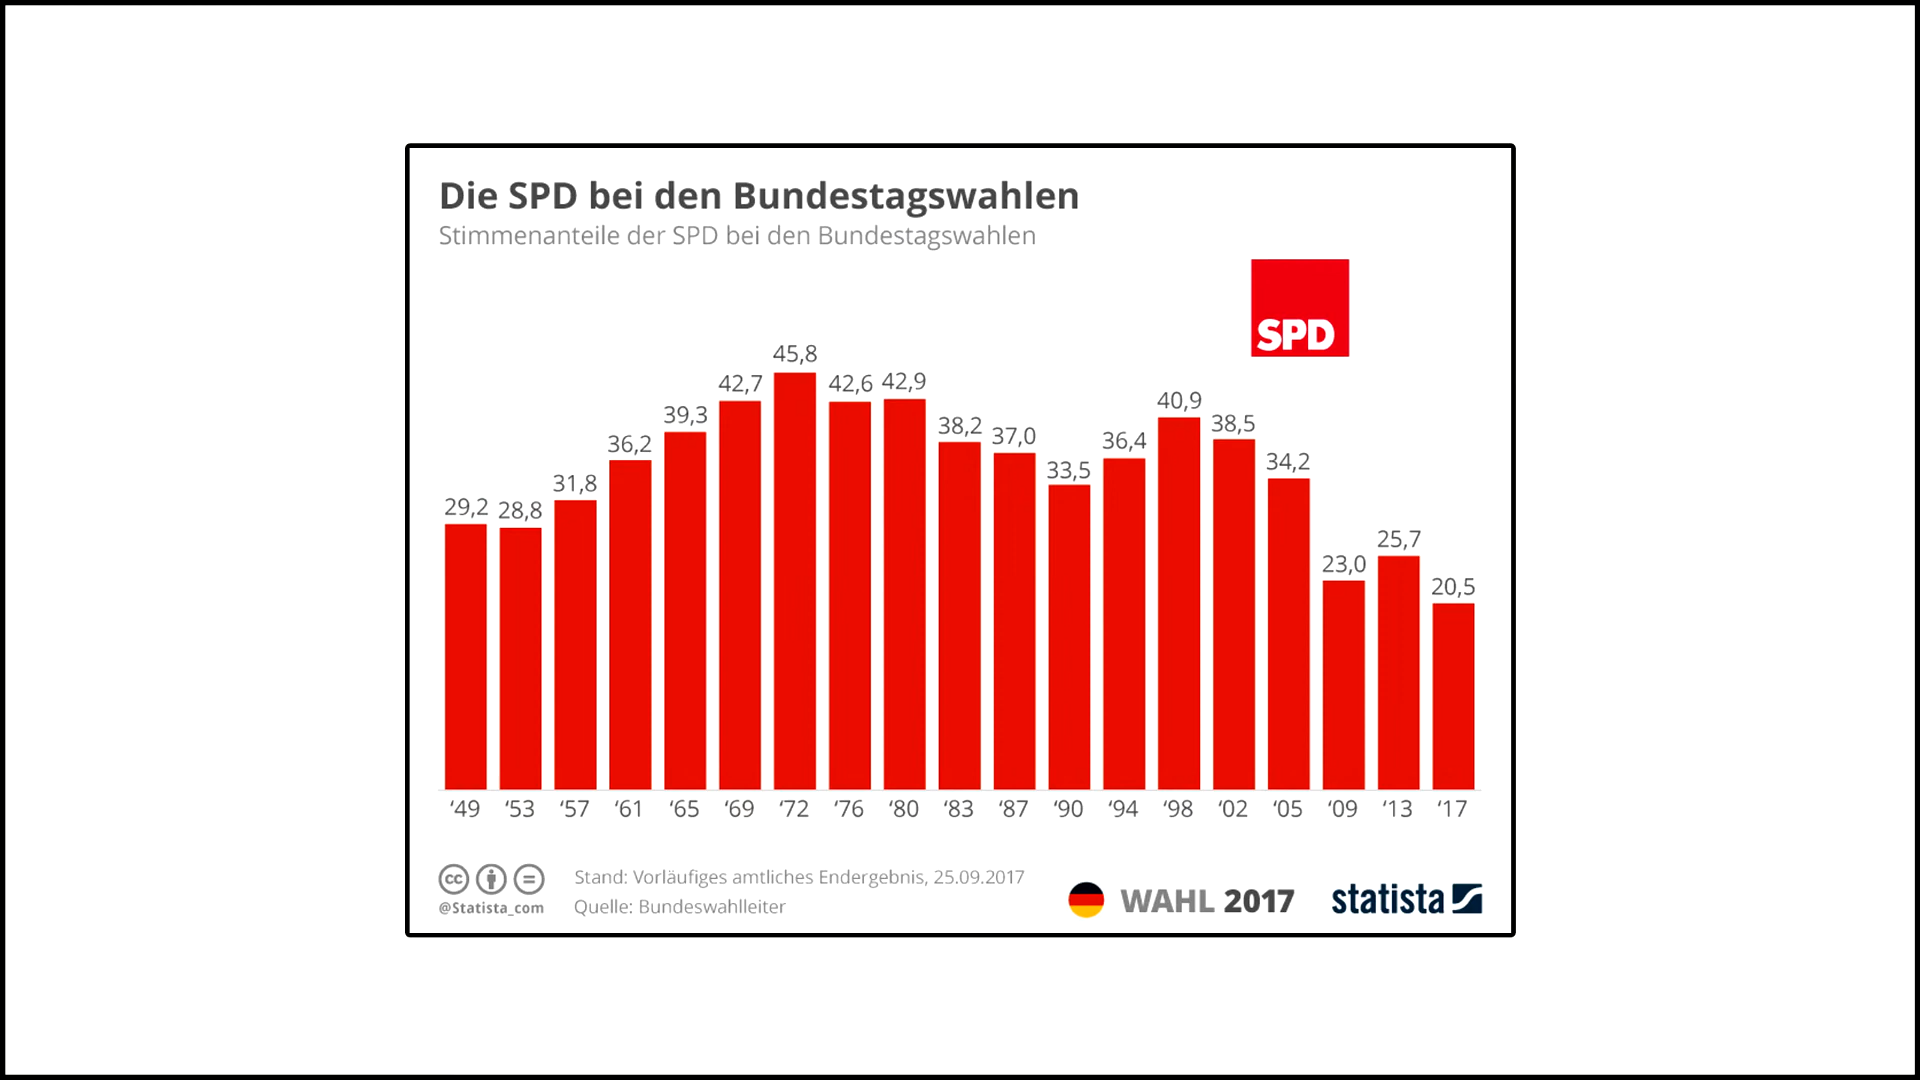 Die SPD bei den Bundestagswahlen
Stimmenanteile der SPD bei den Bundestagswahlen
SPD
29,2 28,8 31,8 36,2 39,3 42,7 45,8 42,6 42,9 38,2 37,0 33,5 36,4 40,9 38,5 34,2 23,0 25,7 20,5
‘49 ‘53 ‘57 ‘61 ‘65 ‘69 ‘72 ‘76 ‘80 ‘83 ‘87 ‘90 ‘94 ‘98 ‘02 ‘05 ‘09 ‘13 ‘17
cc
@Statista_com
Stand: Vorläufiges amtliches Endergebnis, 25.09.2017
Quelle: Bundeswahlleiter
WAHL 2017
statista